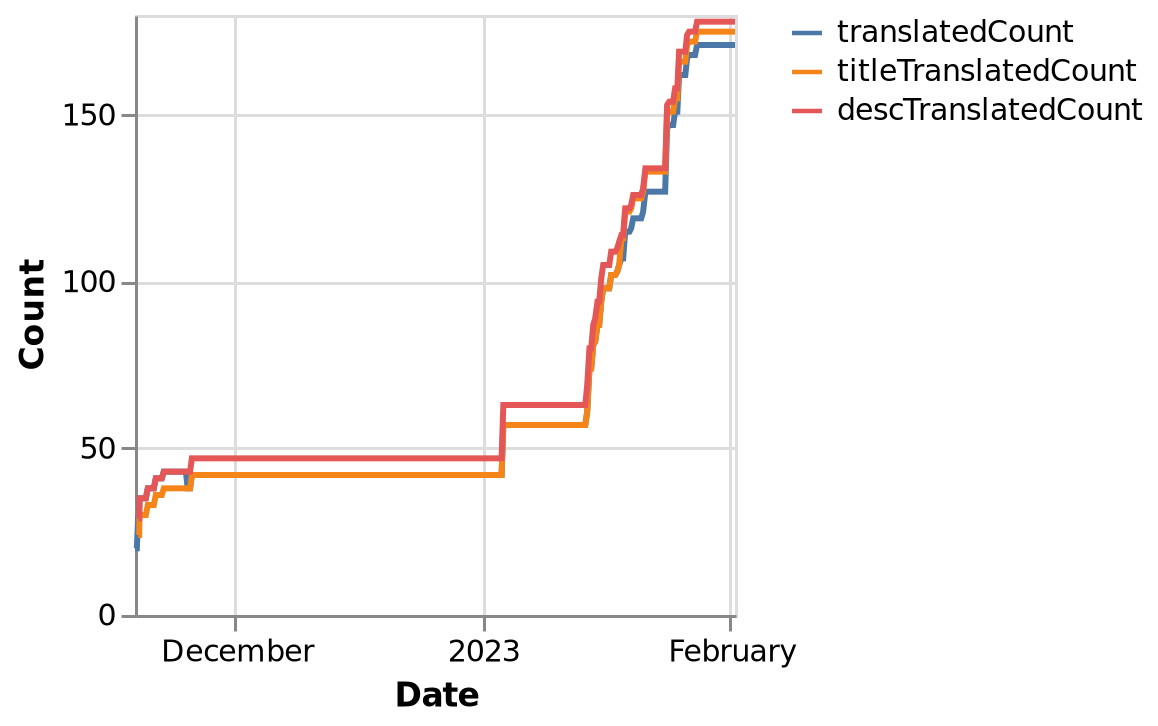 translatedCount
titleTranslatedCount
descTranslatedCount
Count
150
100
50
0
December 2023 February
Date